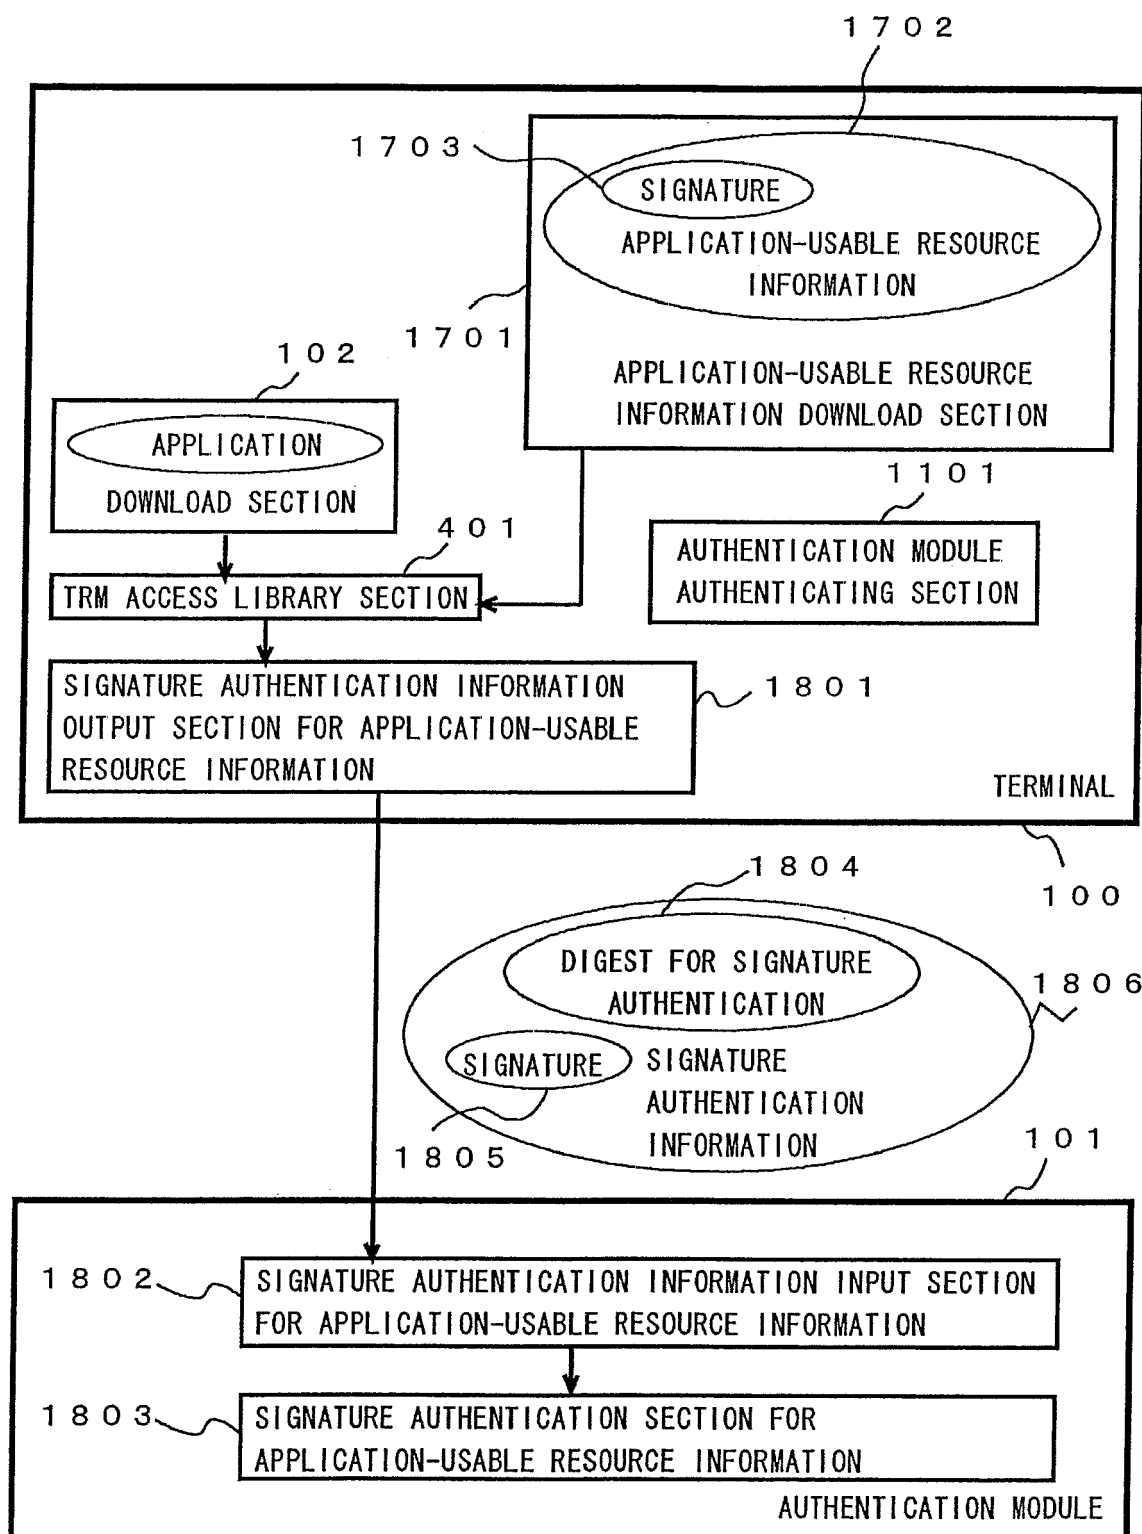 1702
1703
SIGNATURE
APPLICATION-USABLE RESOURCE
INFORMATION
1701
APPLICATION-USABLE RESOURCE
INFORMATION DOWNLOAD SECTION
102
APPLICATION
DOWNLOAD SECTION
401
TRM ACCESS LIBRARY SECTION
1101
AUTHENTICATION MODULE
AUTHENTICATING SECTION
SIGNATURE AUTHENTICATION INFORMATION
OUTPUT SECTION FOR APPLICATION-USABLE
RESOURCE INFORMATION
1801
TERMINAL
100
1804
DIGEST FOR SIGNATURE
AUTHENTICATION
1806
SIGNATURE
SIGNATURE
AUTHENTICATION
INFORMATION
1805
101
1802
SIGNATURE AUTHENTICATION INFORMATION INPUT SECTION
FOR APPLICATION-USABLE RESOURCE INFORMATION
1803
SIGNATURE AUTHENTICATION SECTION FOR
APPLICATION-USABLE RESOURCE INFORMATION
AUTHENTICATION MODULE